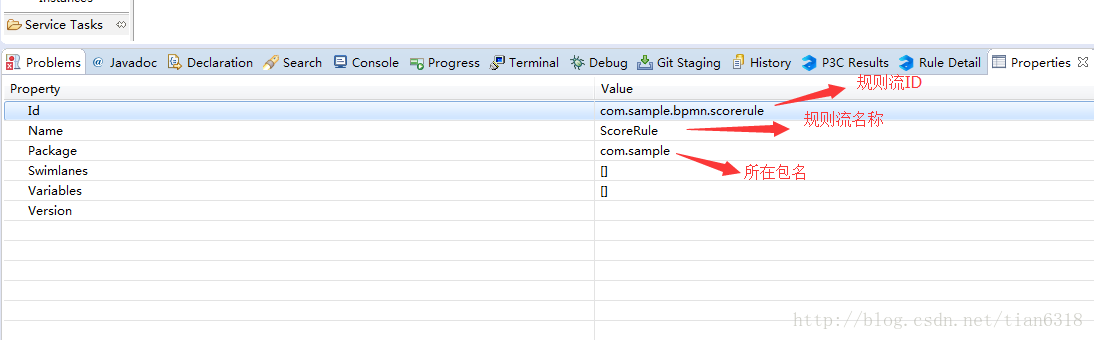 Service Tasks
Problems @ Javadoc Declaration Search Console Progress Terminal Debug Git Staging History P3C Results Rule Detail Properties
Property Value
规则流ID
Id com.sample.bpmn.scorerule
规则流名称
Name ScoreRule
Package com.sample
所在包名
Swimlanes []
Variables []
Version
http://blog.csdn.net/tian6318